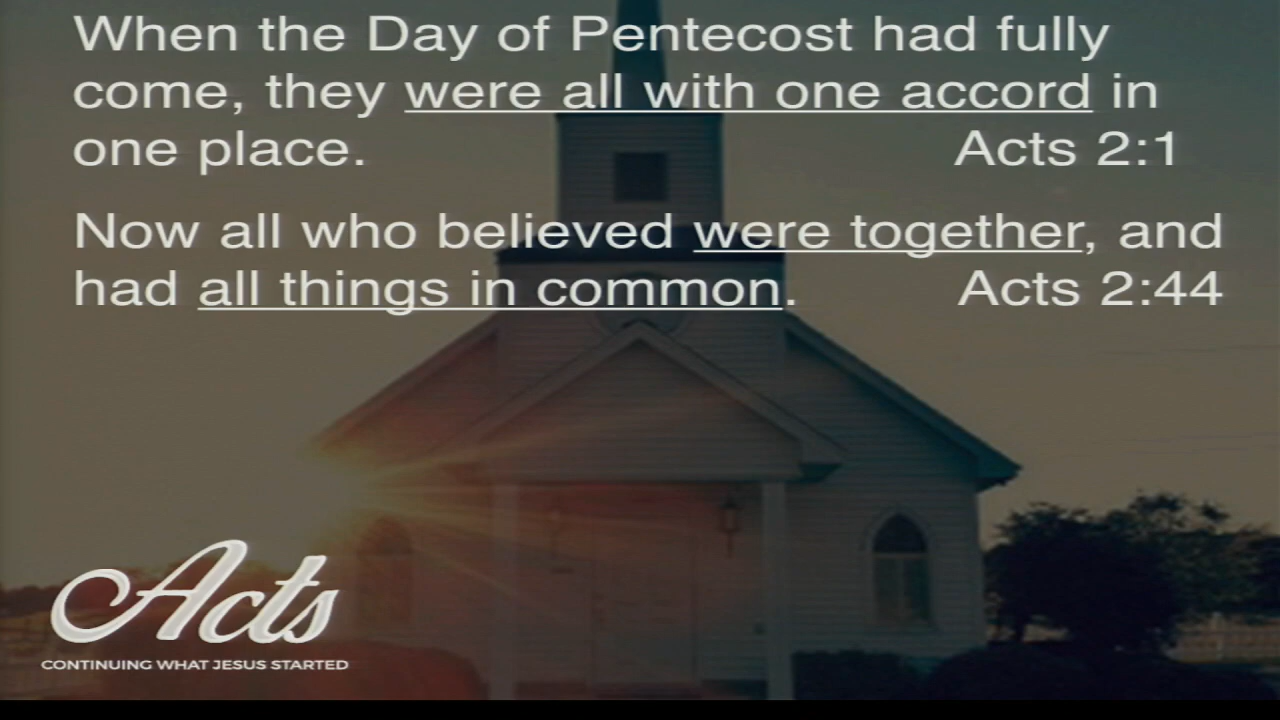 When the Day of Pentecost had fully
come, they were all with one accord in
one place. Acts 2:1
Now all who believed were together, and
had all things in common. Acts 2:44
Acts
CONTINUING WHAT JESUS STARTED